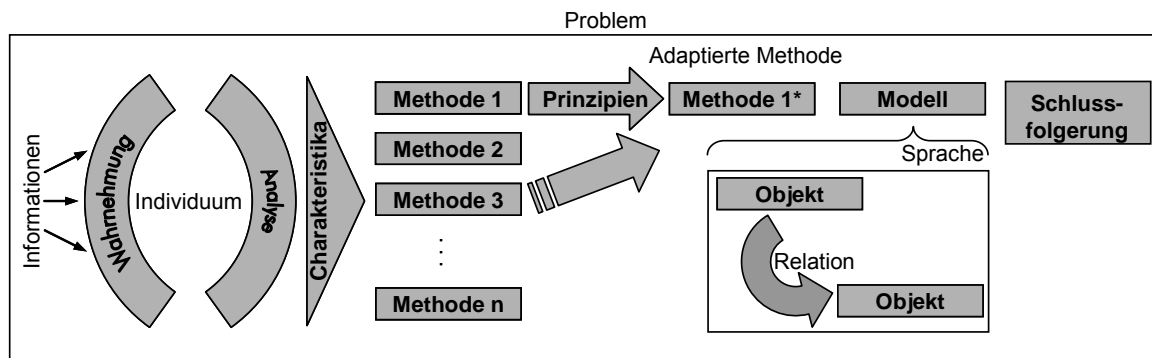 Problem
Informationen
Wahrnehmung
Individuum
Analyse
Charakteristika
Methode 1
Methode 2
Methode 3
...
Methode n
Prinzipien
Adaptierte Methode
Methode 1*
Modell
Sprache
Objekt
Relation
Objekt
Schluss-
folgerung